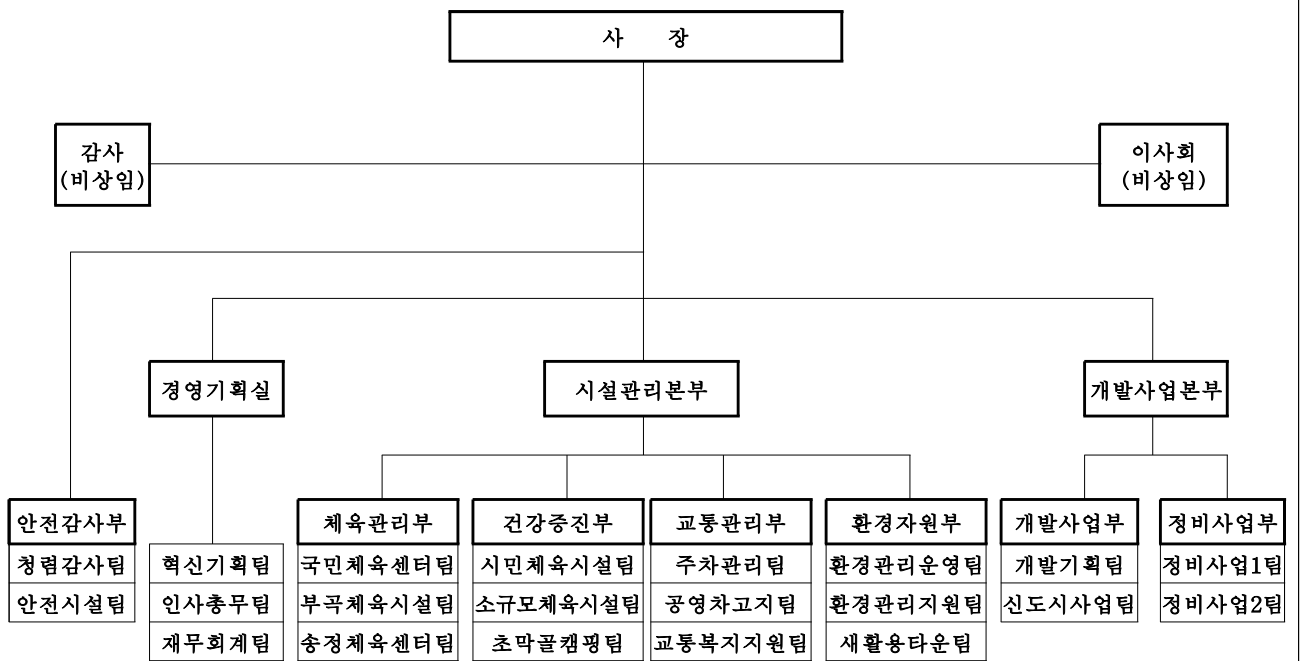 사 장
감사
(비상임)
이사회
(비상임)
경영기획실
시설관리본부
개발사업본부
안전감사부
체육관리부
건강증진부
교통관리부
환경자원부
개발사업부
정비사업부
청렴감사팀
혁신기획팀
국민체육센터팀
시민체육시설팀
주차관리팀
환경관리운영팀
개발기획팀
정비사업1팀
안전시설팀
인사총무팀
부곡체육시설팀
소규모체육시설팀
공영차고지팀
환경관리지원팀
신도시사업팀
정비사업2팀
재무회계팀
송정체육센터팀
초막골캠핑팀
교통복지지원팀
새활용타운팀